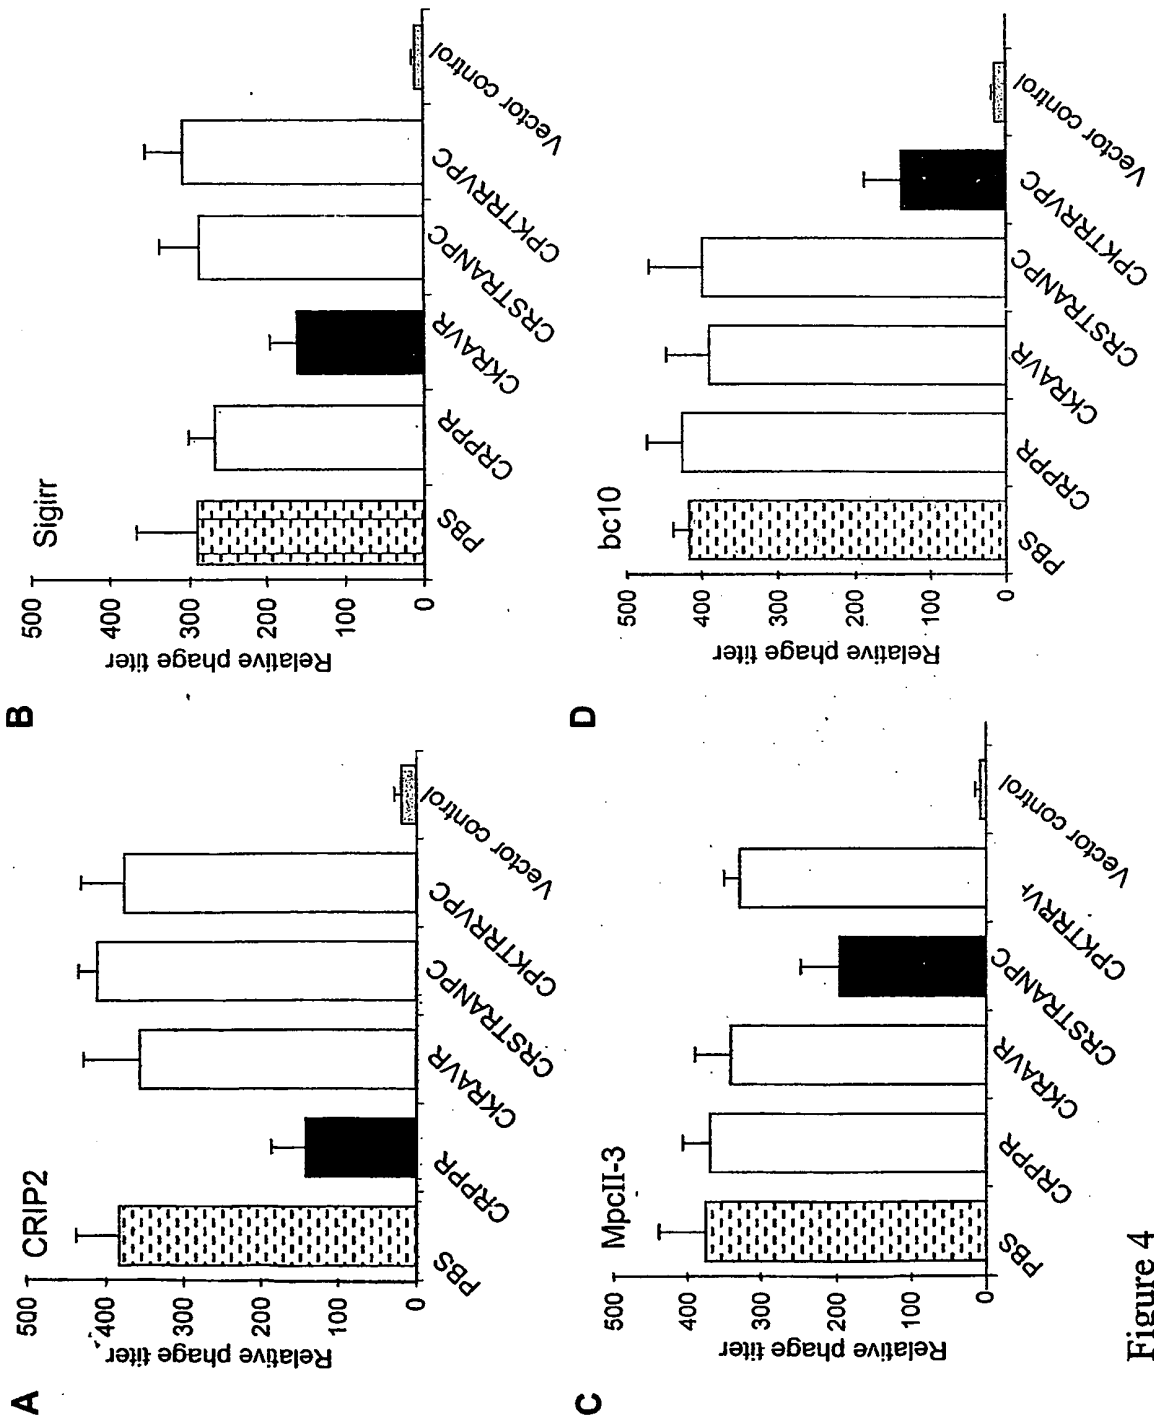 A
CRIP2
Relative phage titer
500
400
300
200
100
0
PBS
CRPPR
CKRAVR
CRSTRANPC
CPKTRRVPC
Vector control
B
Sigirr
Relative phage titer
500
400
300
200
100
0
PBS
CRPPR
CKRAVR
CRSTRANPC
CPKTRRVPC
Vector control
C
MpcII-3
Relative phage titer
500
400
300
200
100
0
PBS
CRPPR
CKRAVR
CRSTRANPC
Vector control
D
bc10
Relative phage titer
500
400
300
200
100
0
PBS
CRPPR
CKRAVR
CRSTRANPC
CPKTRRVPC
Vector control
Figure 4